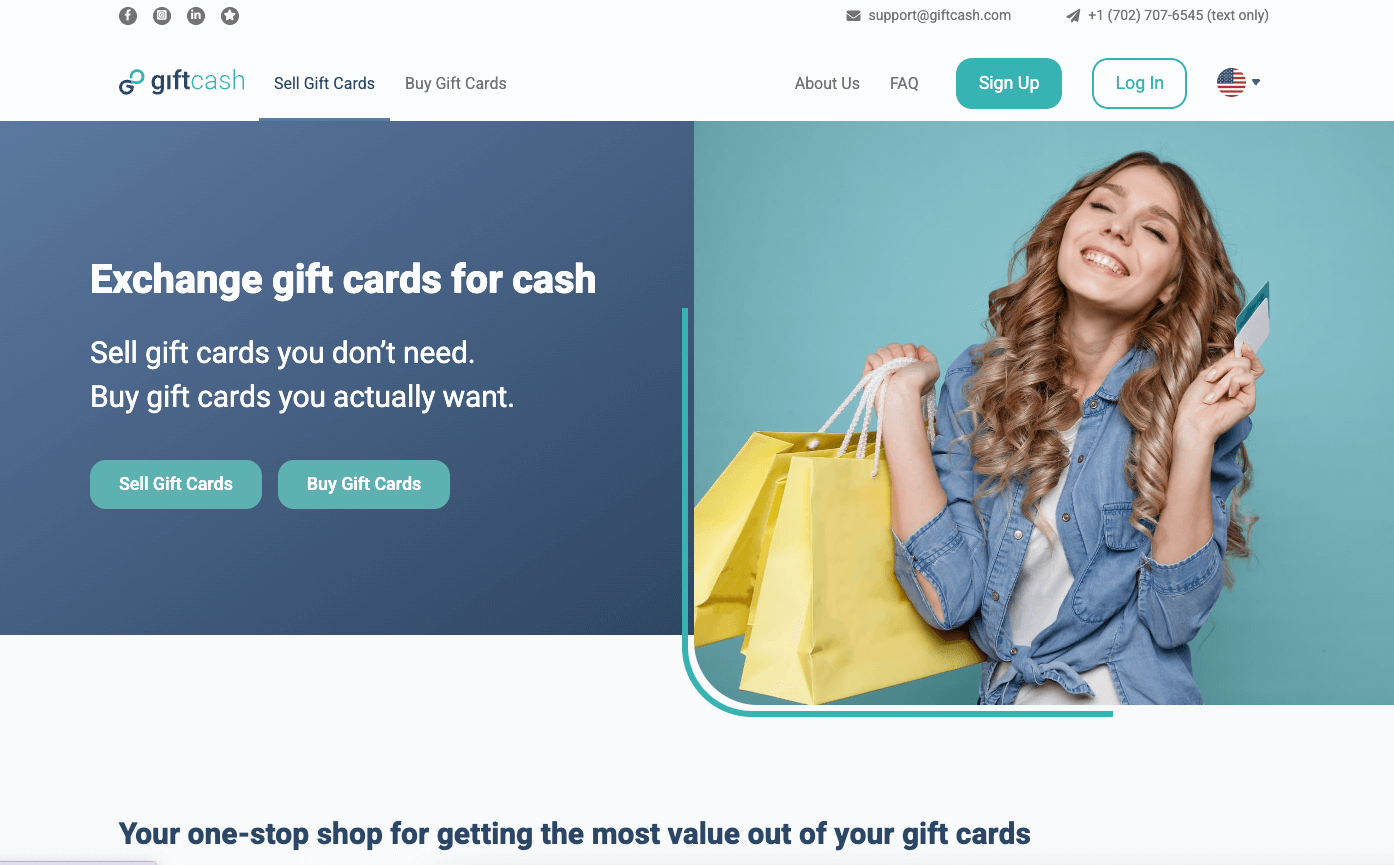 support@giftcash.com
+1 (702) 707-6545 (text only)
giftcash
Sell Gift Cards
Buy Gift Cards
About Us
FAQ
Sign Up
Log In
Exchange gift cards for cash
Sell gift cards you don’t need.
Buy gift cards you actually want.
Sell Gift Cards
Buy Gift Cards
Your one-stop shop for getting the most value out of your gift cards